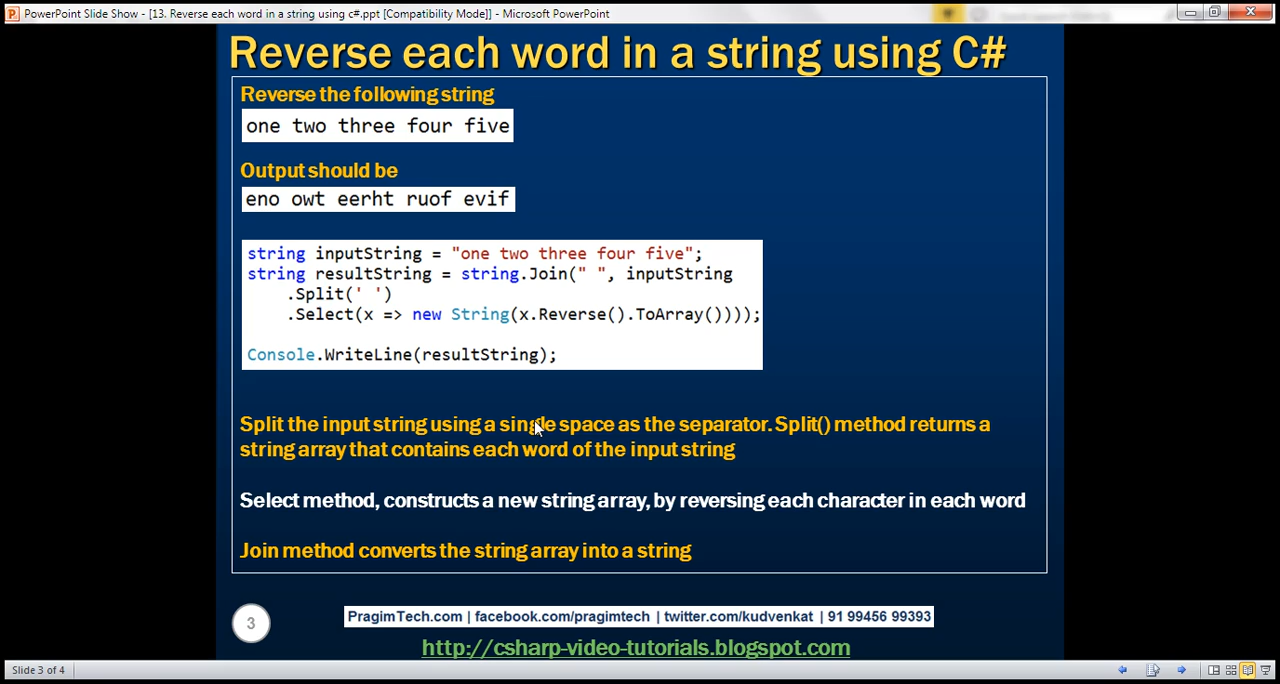 PowerPoint Slide Show - [13. Reverse each word in a string using c#.ppt [Compatibility Mode]] - Microsoft PowerPoint
Reverse each word in a string using C#
Reverse the following string
one two three four five
Output should be
eno owt eerht ruof evif
string inputString = "one two three four five";
string resultString = string.Join(" ", inputString
.Split(' ')
.Select(x => new String(x.Reverse().ToArray())));
Console.WriteLine(resultString);
Split the input string using a single space as the separator. Split() method returns a
string array that contains each word of the input string
Select method, constructs a new string array, by reversing each character in each word
Join method converts the string array into a string
3
PragimTech.com | facebook.com/pragimtech | twitter.com/kudvenkat | 91 99456 99393
http://csharp-video-tutorials.blogspot.com
Slide 3 of 4